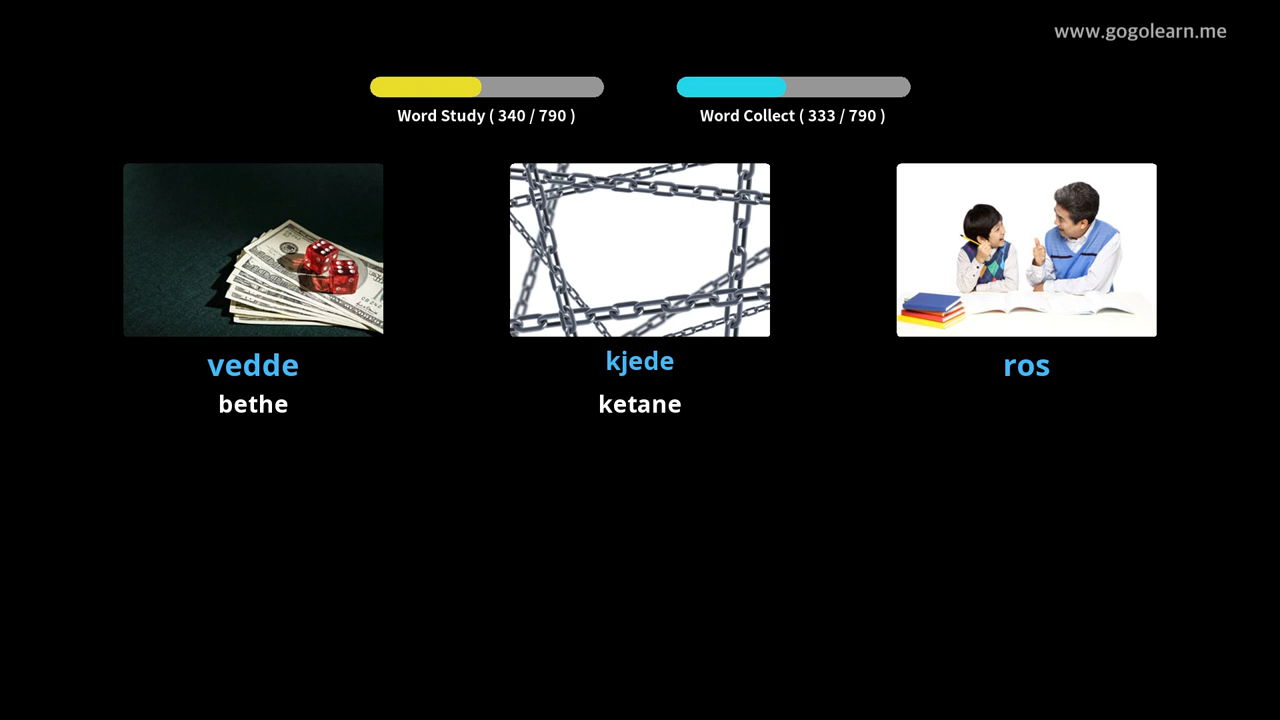 www.gogolearn.me
Word Study ( 340 / 790 )
Word Collect ( 333 / 790 )
vedde
kjede
ros
bethe
ketane